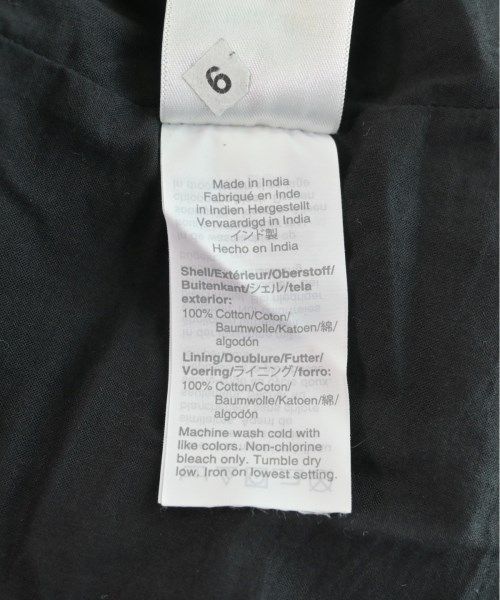 6
Made in India
Fabriqué en Inde
in Indien Hergestellt
Vervaardigd in India
インド製
Hecho en India
Shell/Extérieur/Oberstoff/
Buitenkant/シェル/tela
exterior:
100% Cotton/Coton/
Baumwolle/Katoen/綿/
algodón
Lining/Doublure/Futter/
Voering/ライニング/forro:
100% Cotton/Coton/
Baumwolle/Katoen/綿/
algodón
Machine wash cold with
like colors. Non-chlorine
bleach only. Tumble dry
low. Iron on lowest setting.